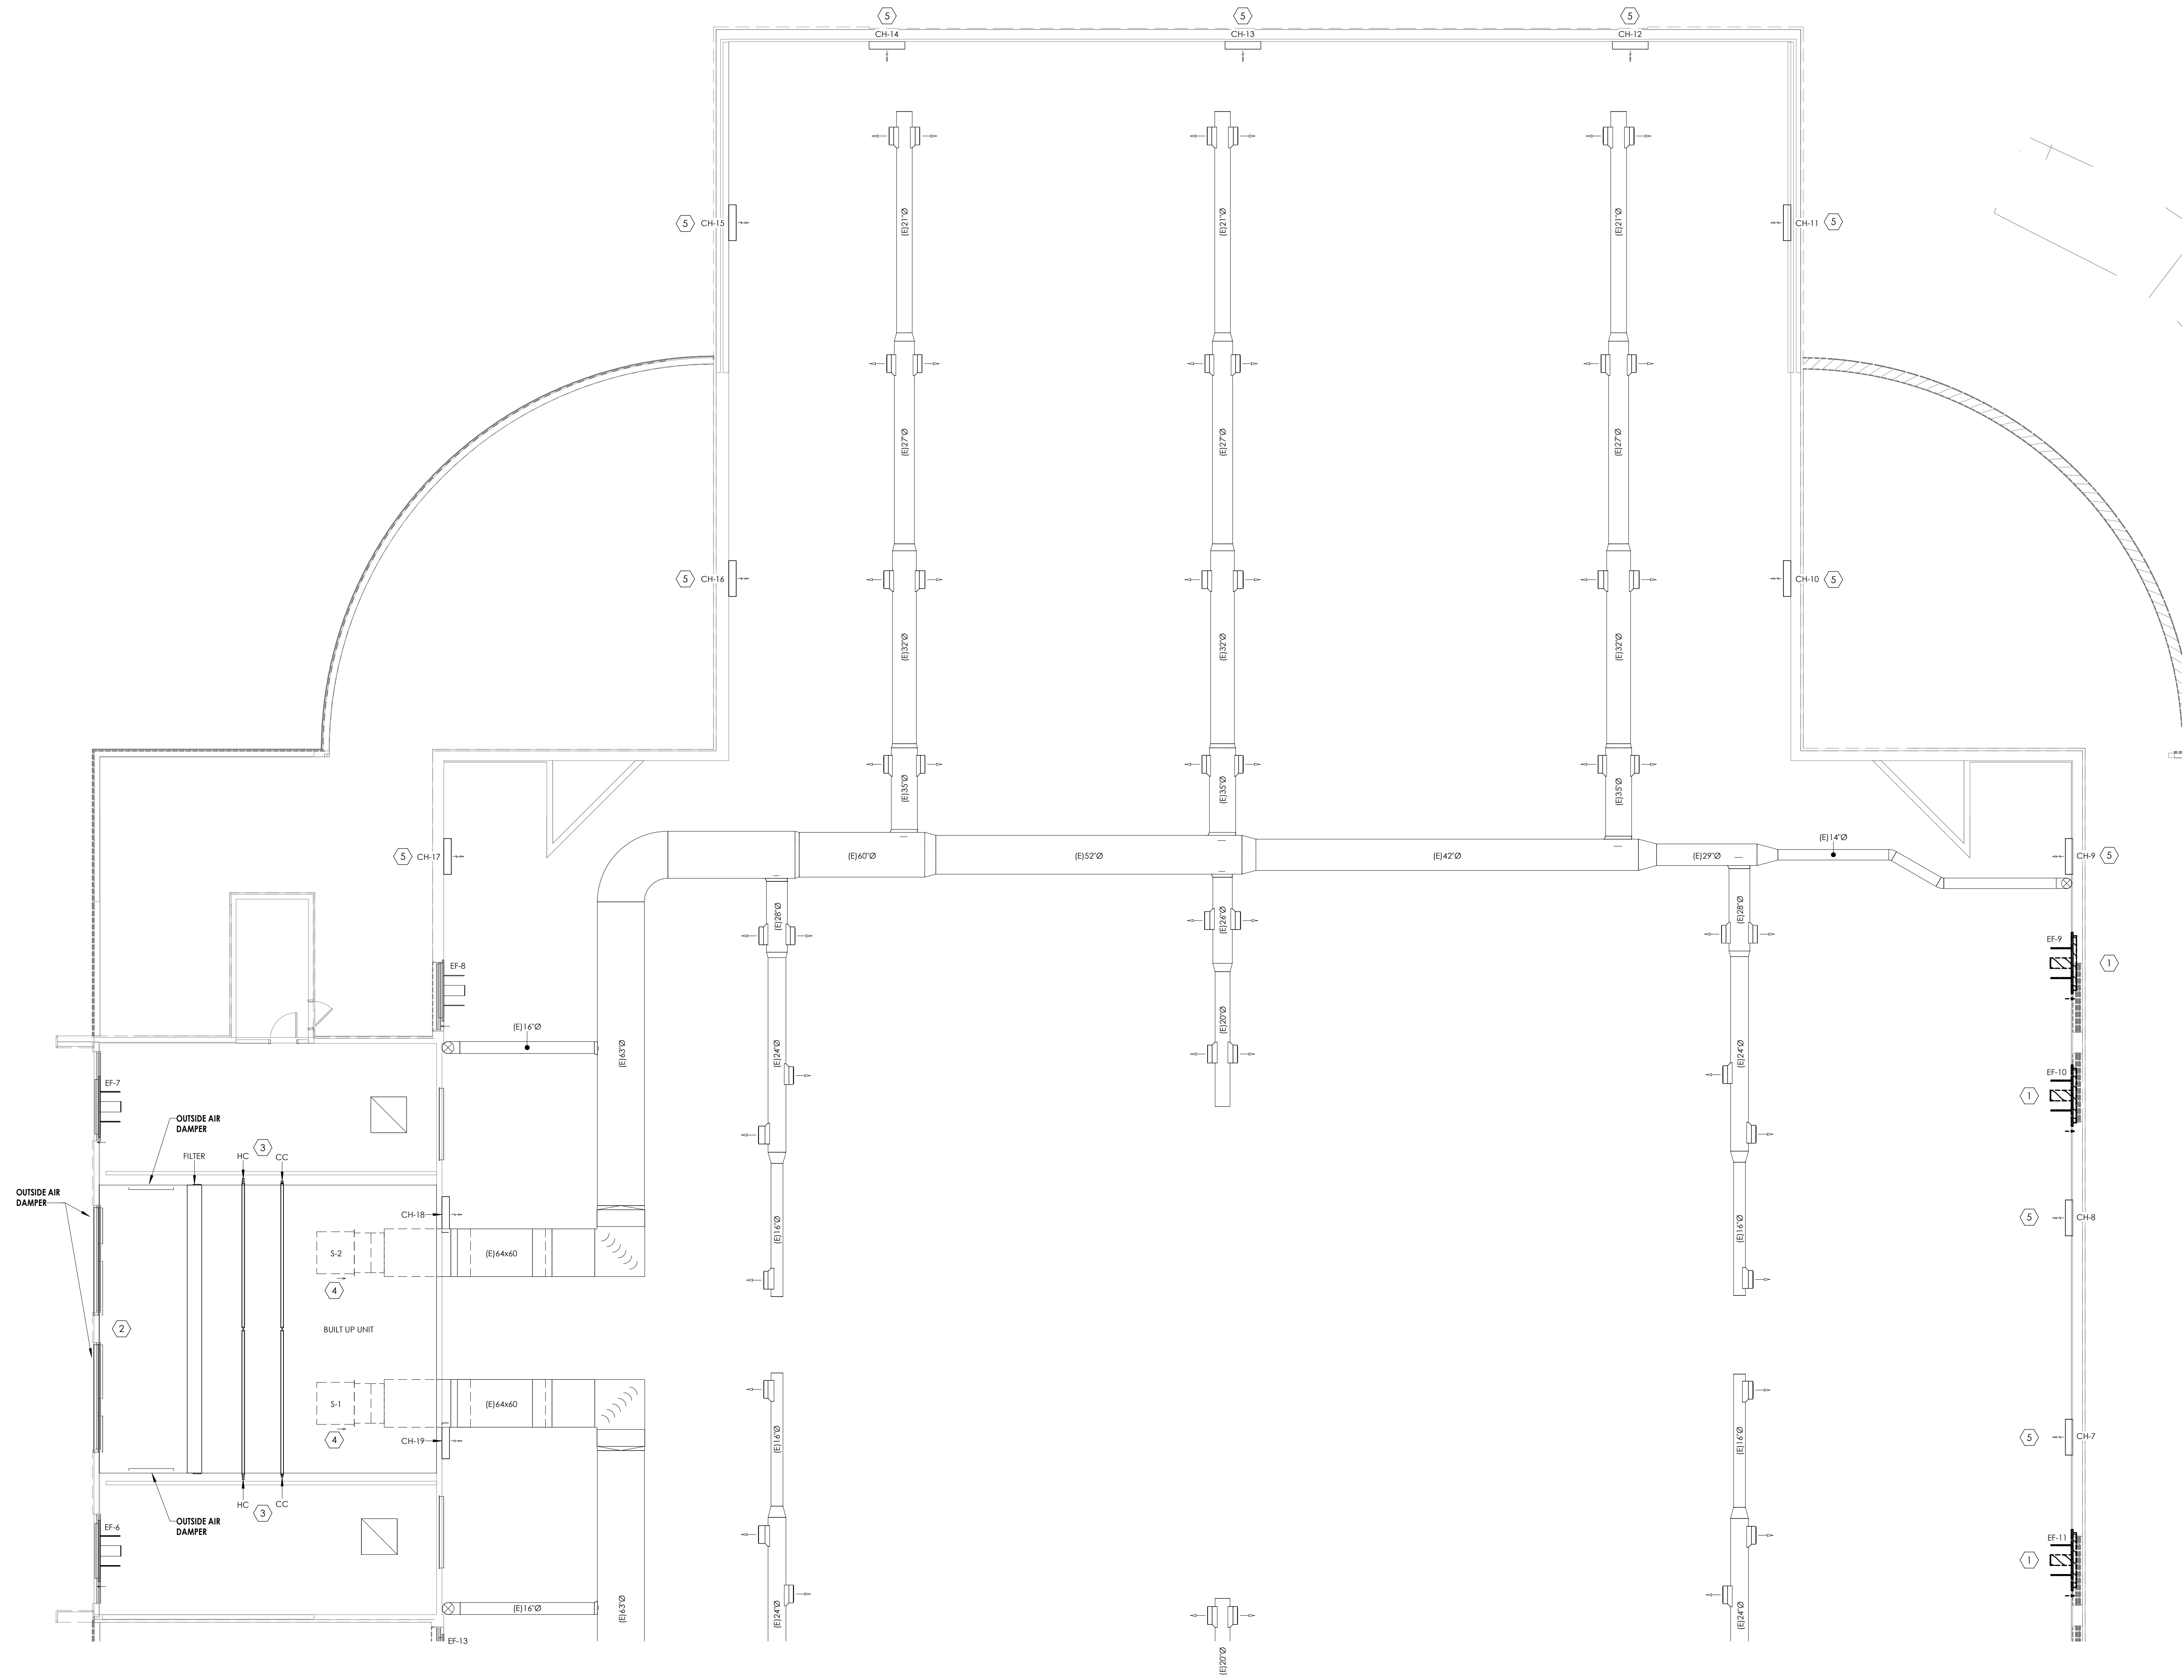 5
5
5
CH-14
CH-13
CH-12
(E)21"Ø
(E)21"Ø
(E)21"Ø
5
CH-15
CH-11
5
(E)27"Ø
(E)27"Ø
(E)27"Ø
5
CH-16
CH-10
5
(E)32"Ø
(E)32"Ø
(E)32"Ø
(E)35"Ø
(E)35"Ø
(E)35"Ø
(E)14"Ø
5
CH-17
(E)60"Ø
(E)52"Ø
(E)42"Ø
(E)29"Ø
CH-9
5
(E)28"Ø
(E)26"Ø
(E)28"Ø
EF-9
1
EF-8
(E)16"Ø
(E)63"Ø
(E)24"Ø
(E)20"Ø
(E)24"Ø
EF-7
EF-10
1
OUTSIDE AIR
DAMPER
3
FILTER
HC
CC
OUTSIDE AIR
DAMPER
CH-18
(E)16"Ø
(E)16"Ø
5
CH-8
S-2
(E)64x60
4
2
BUILT UP UNIT
S-1
(E)64x60
4
CH-19
(E)16"Ø
(E)16"Ø
5
CH-7
HC
3
CC
OUTSIDE AIR
DAMPER
EF-6
EF-11
1
(E)16"Ø
(E)63"Ø
(E)24"Ø
(E)24"Ø
EF-13
(E)20"Ø